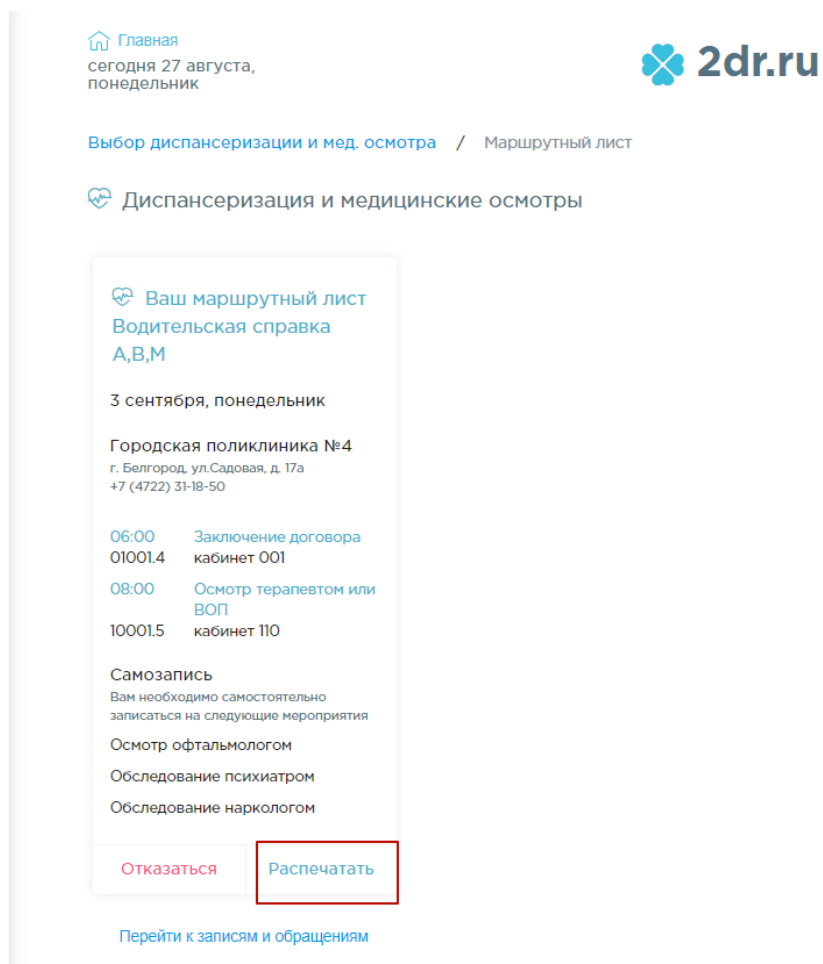 Главная
сегодня 27 августа,
понедельник
2dr.ru
Выбор диспансеризации и мед. осмотра / Маршрутный лист
Диспансеризация и медицинские осмотры
Ваш маршрутный лист
Водительская справка
А,В,М
3 сентября, понедельник
Городская поликлиника №4
г. Белгород, ул.Садовая, д. 17а
+7 (4722) 31-18-50
06:00 Заключение договора
01001.4 кабинет 001
08:00 Осмотр терапевтом или
ВОП
10001.5 кабинет 110
Самозапись
Вам необходимо самостоятельно
записаться на следующие мероприятия
Осмотр офтальмологом
Обследование психиатром
Обследование наркологом
Отказаться Распечатать
Перейти к записям и обращениям